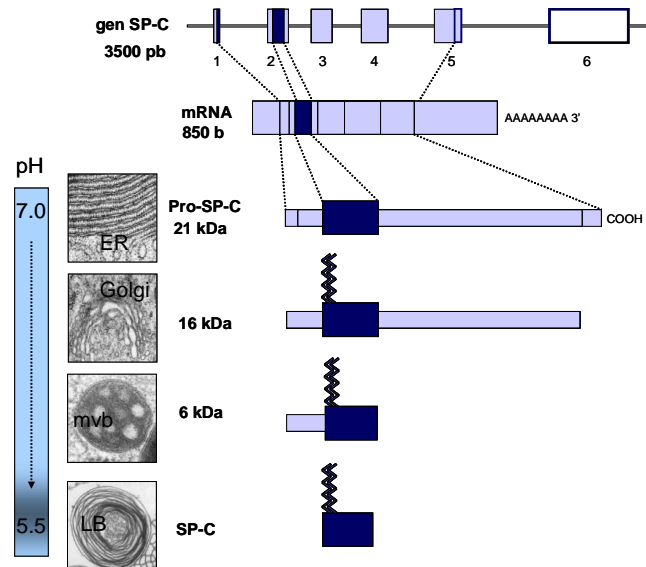 gen SP-C
3500 pb
1 2 3 4 5 6
mRNA
850 b
AAAAAAAA 3'
pH
7.0
ER
Pro-SP-C
21 kDa
COOH
Golgi
16 kDa
mvb
6 kDa
5.5
LB
SP-C